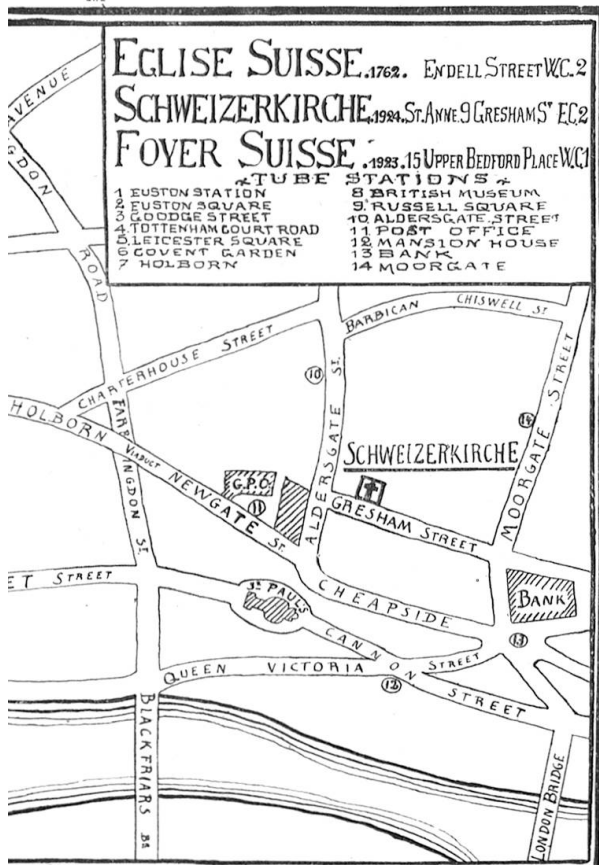 EGLISE SUISSE.1762. ENDELL STREET W.C.2
SCHWEIZERKIRCHE.1924.ST.ANNE.9 GRESHAM ST E.C.2
FOYER SUISSE.1923.15 UPPER BEDFORD PLACE W.C.1
TUBE STATIONS
1 EUSTON STATION
2 EUSTON SQUARE
3 GOODGE STREET
4.TOTTENHAM COURT ROAD
5.LEICESTER SQUARE
6 COVENT GARDEN
7 HOLBORN
8 BRITISH MUSEUM
9. RUSSELL SQUARE
10 ALDERSGATE STREET
11 POST OFFICE
12 MANSION HOUSE
13 BANK
14 MOORGATE
AVENUE
GDON
ROAD
CHARTERHOUSE STREET
BARBICAN
CHISWELL ST
10
ALDERSGATE ST.
14
MOORGATE STREET
SCHWEIZERKIRCHE
HOLBORN VIADUCT
FARRINGDON ST.
NEWGATE ST.
G.P.O.
11
GRESHAM STREET
ET STREET
ST. PAUL'S
CHEAPSIDE
BANK
13
QUEEN VICTORIA STREET
12
CANNON STREET
BLACKFRIARS BR
LONDON BRIDGE